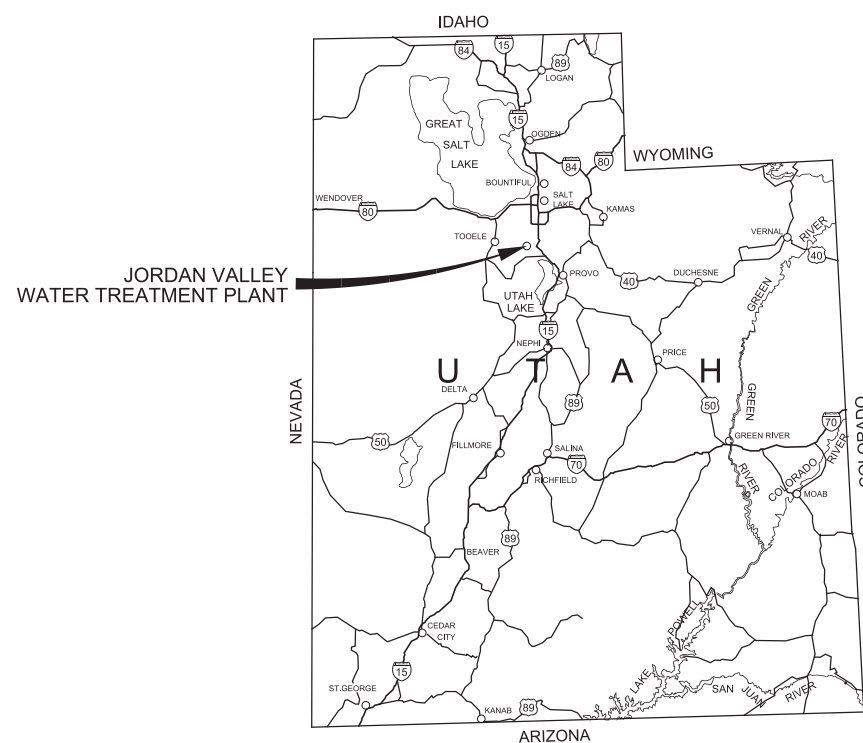 IDAHO
15
84
89
LOGAN
GREAT
SALT
LAKE
15
OGDEN
WYOMING
84
80
BOUNTIFUL
SALT
LAKE
WENDOVER
80
KAMAS
TOOELE
VERNAL
RIVER
40
JORDAN VALLEY
WATER TREATMENT PLANT
PROVO
40
DUCHESNE
GREEN
UTAH
LAKE
15
NEPHI
PRICE
U T A H
DELTA
89
50
GREEN
NEVADA
COLORADO
50
70
FILLMORE
SALINA
GREEN RIVER
70
RICHFIELD
RIVER
COLORADO
RIVER
MOAB
89
BEAVER
CEDAR
CITY
POWELL
LAKE
15
ST.GEORGE
SAN JUAN RIVER
KANAB
89
ARIZONA